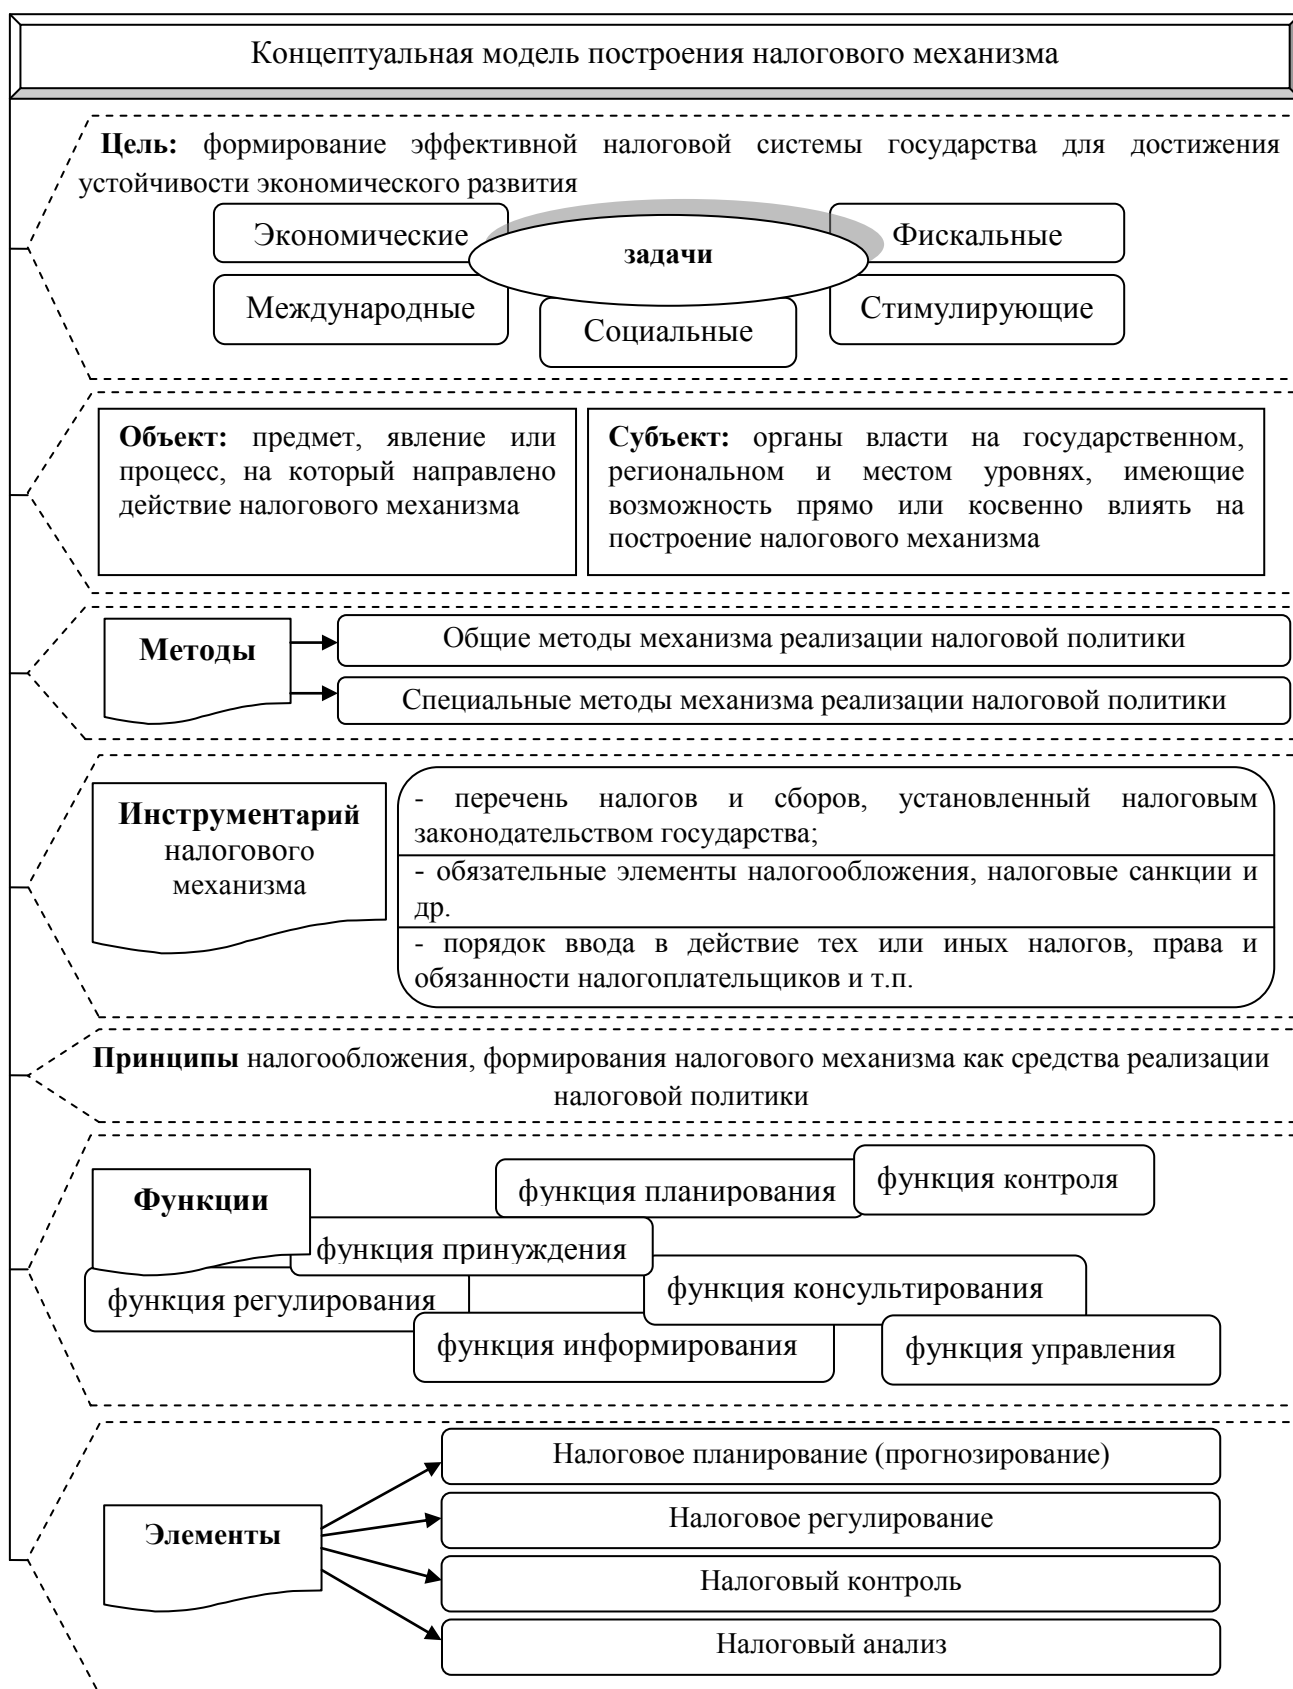 Концептуальная модель построения налогового механизма
Цель: формирование эффективной налоговой системы государства для достижения
устойчивости экономического развития
Экономические
задачи
Фискальные
Международные
Социальные
Стимулирующие
Объект: предмет, явление или
процесс, на который направлено
действие налогового механизма
Субъект: органы власти на государственном,
региональном и местом уровнях, имеющие
возможность прямо или косвенно влиять на
построение налогового механизма
Методы
Общие методы механизма реализации налоговой политики
Специальные методы механизма реализации налоговой политики
Инструментарий
налогового
механизма
- перечень налогов и сборов, установленный налоговым
законодательством государства;
- обязательные элементы налогообложения, налоговые санкции и
др.
- порядок ввода в действие тех или иных налогов, права и
обязанности налогоплательщиков и т.п.
Принципы налогообложения, формирования налогового механизма как средства реализации
налоговой политики
Функции
функция планирования
функция контроля
функция принуждения
функция регулирования
функция консультирования
функция информирования
функция управления
Элементы
Налоговое планирование (прогнозирование)
Налоговое регулирование
Налоговый контроль
Налоговый анализ